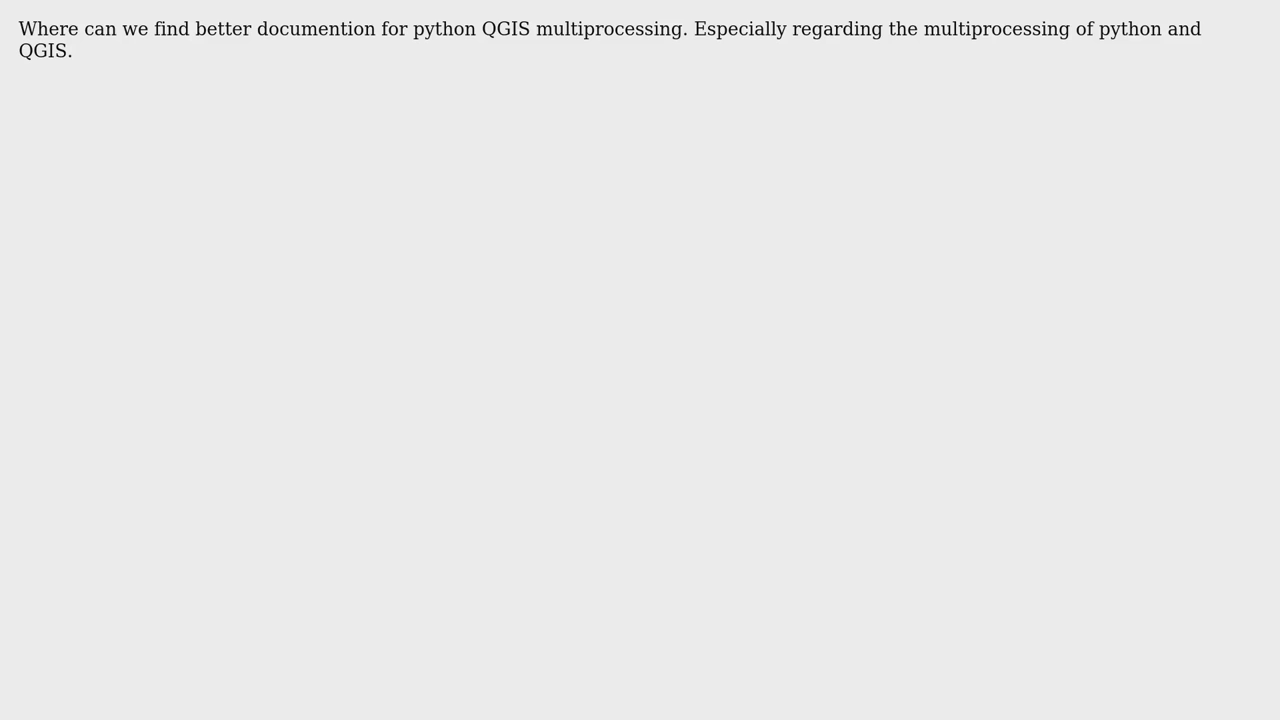 Where can we find better documention for python QGIS multiprocessing. Especially regarding the multiprocessing of python and
QGIS.